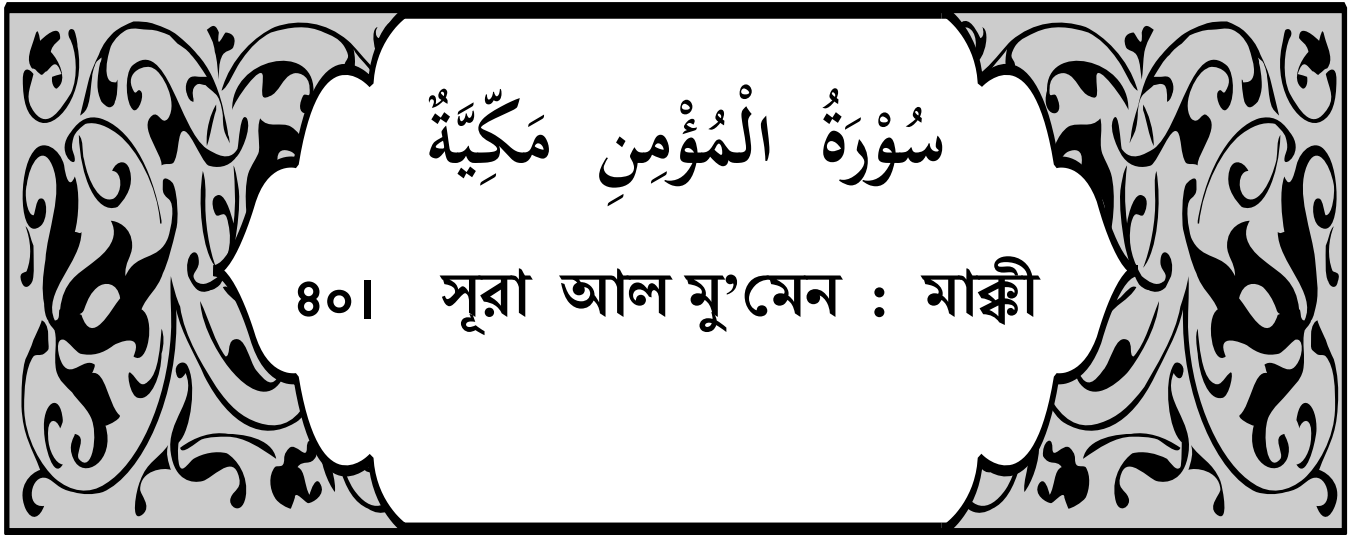 سُوْرَةُ الْمُؤْمِنِ مَكِّيَّةٌ
৪০। সূরা আল মু’মেন : মাক্কী